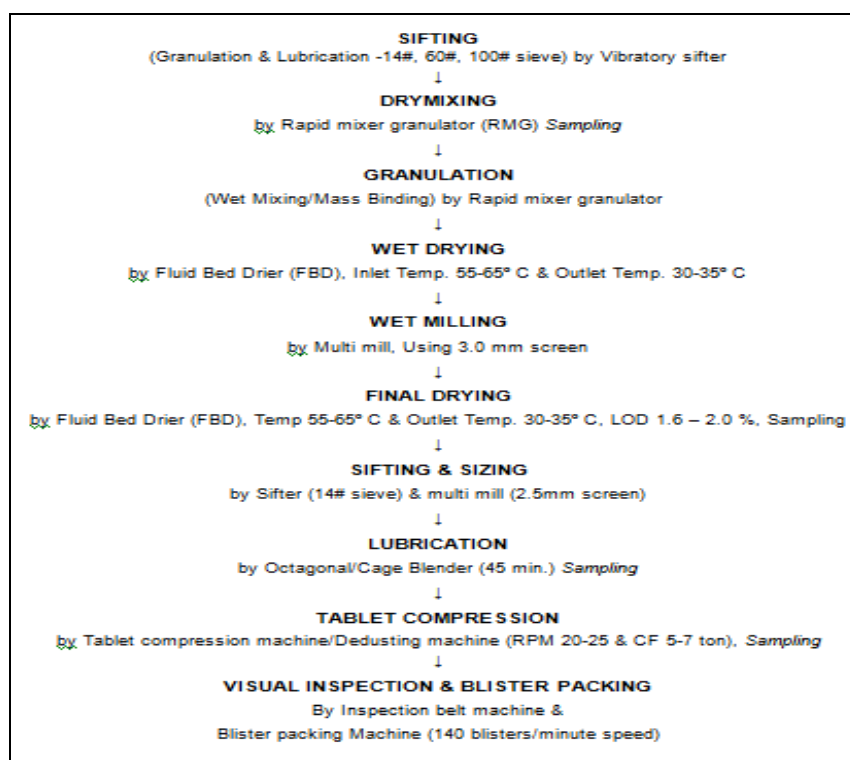 SIFTING
(Granulation & Lubrication -14#, 60#, 100# sieve) by Vibratory sifter
↓
DRYMIXING
by Rapid mixer granulator (RMG) Sampling
↓
GRANULATION
(Wet Mixing/Mass Binding) by Rapid mixer granulator
↓
WET DRYING
by Fluid Bed Drier (FBD), Inlet Temp. 55-65º C & Outlet Temp. 30-35º C
↓
WET MILLING
by Multi mill, Using 3.0 mm screen
↓
FINAL DRYING
by Fluid Bed Drier (FBD), Temp 55-65º C & Outlet Temp. 30-35º C, LOD 1.6 – 2.0 %, Sampling
↓
SIFTING & SIZING
by Sifter (14# sieve) & multi mill (2.5mm screen)
↓
LUBRICATION
by Octagonal/Cage Blender (45 min.) Sampling
↓
TABLET COMPRESSION
by Tablet compression machine/Dedusting machine (RPM 20-25 & CF 5-7 ton), Sampling
↓
VISUAL INSPECTION & BLISTER PACKING
By Inspection belt machine &
Blister packing Machine (140 blisters/minute speed)